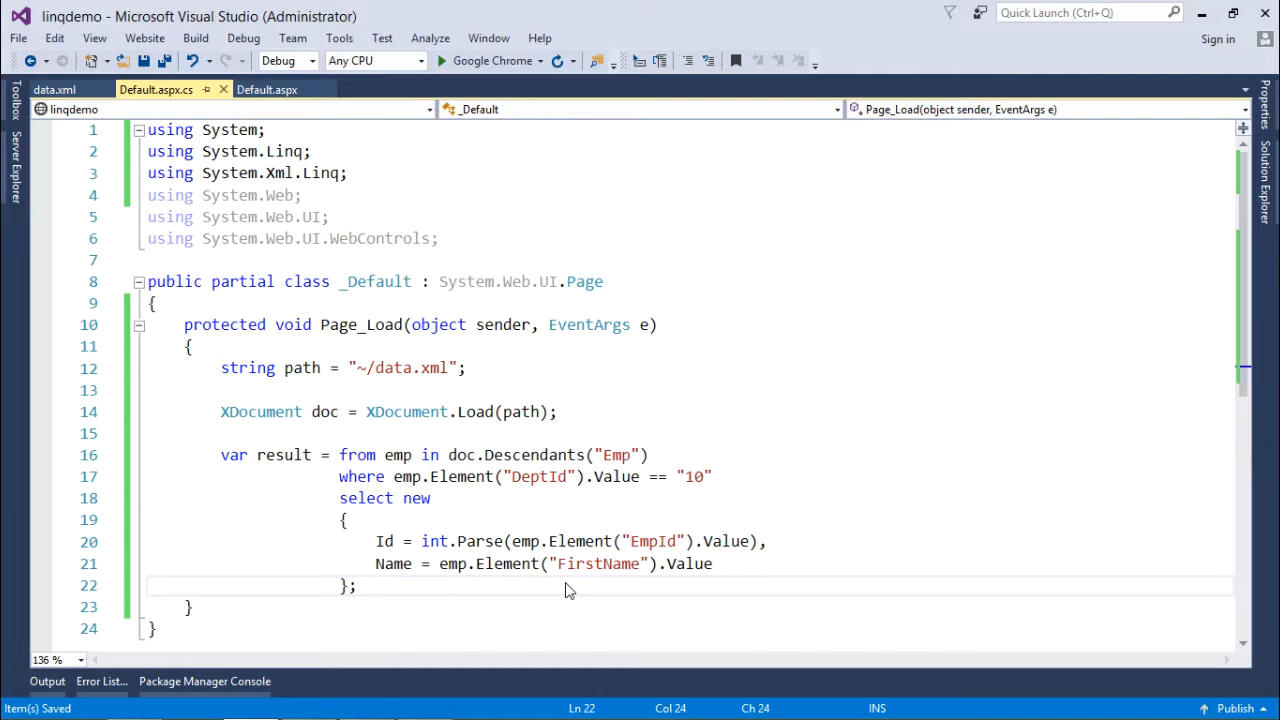 linqdemo - Microsoft Visual Studio (Administrator)
Quick Launch (Ctrl+Q)
File Edit View Website Build Debug Team Tools Test Analyze Window Help
Sign in
Debug Any CPU Google Chrome
data.xml Default.aspx.cs Default.aspx
linqdemo _Default Page_Load(object sender, EventArgs e)
Toolbox
Server Explorer
Properties
Solution Explorer
1 using System;
2 using System.Linq;
3 using System.Xml.Linq;
4 using System.Web;
5 using System.Web.UI;
6 using System.Web.UI.WebControls;
7
8 public partial class _Default : System.Web.UI.Page
9 {
10 protected void Page_Load(object sender, EventArgs e)
11 {
12 string path = "~/data.xml";
13
14 XDocument doc = XDocument.Load(path);
15
16 var result = from emp in doc.Descendants("Emp")
17 where emp.Element("DeptId").Value == "10"
18 select new
19 {
20 Id = int.Parse(emp.Element("EmpId").Value),
21 Name = emp.Element("FirstName").Value
22 };
23 }
24 }
136 %
Output Error List... Package Manager Console
Item(s) Saved Ln 22 Col 24 Ch 24 INS Publish